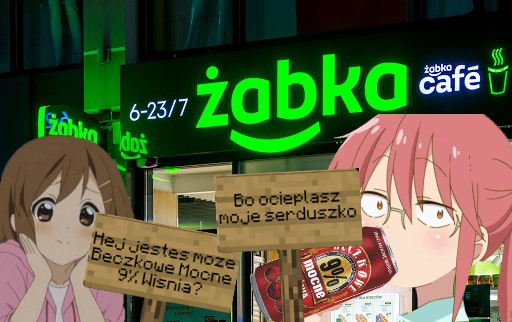 6-23/7 żabka
żabka
café
żabka
Bo ocieplasz
moje serduszko
Hej jesteś może
Beczkowe Mocne
9% Wiśnia?
9%
mocne